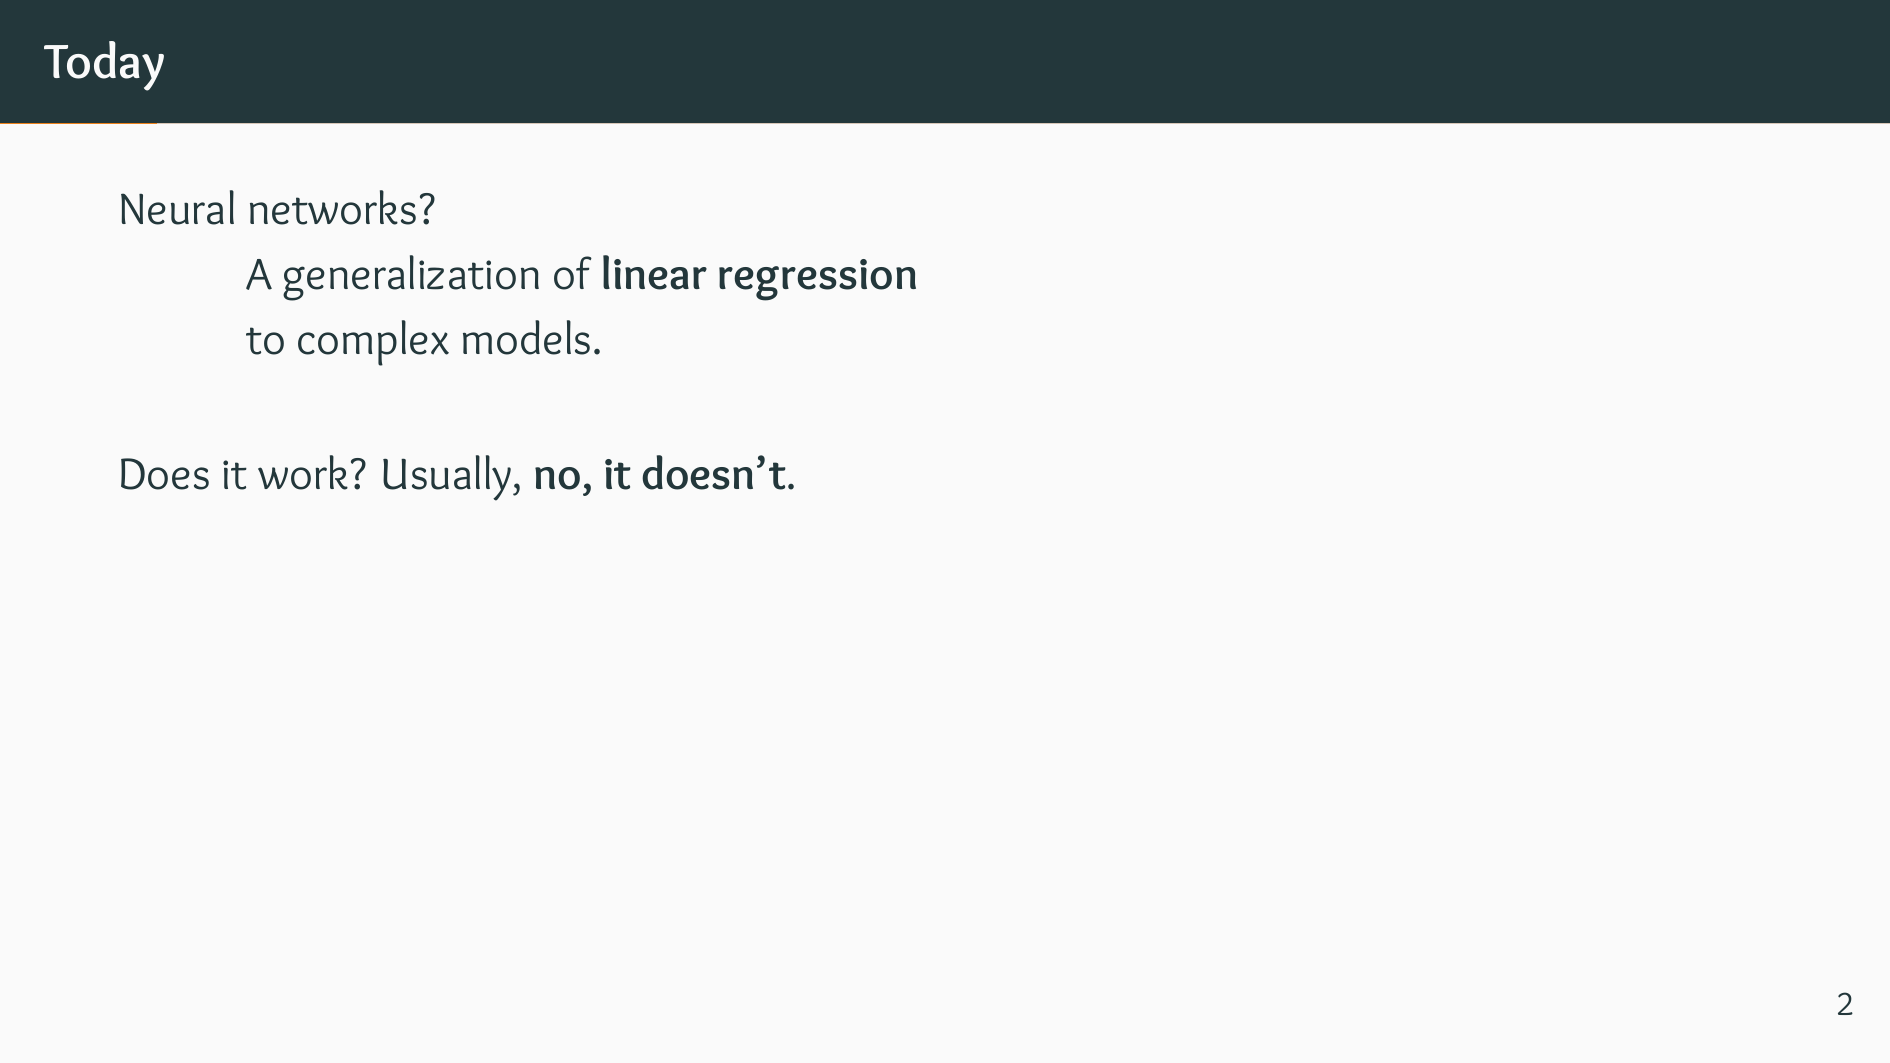 Today
Neural networks?
A generalization of linear regression
to complex models.
Does it work? Usually, no, it doesn’t.
2